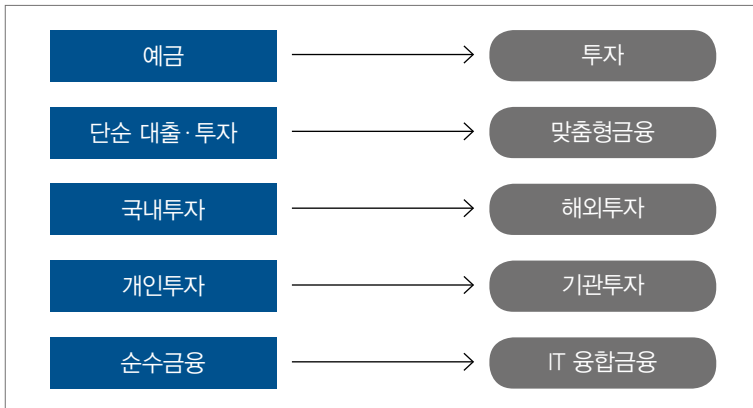 예금
투자
단순 대출·투자
맞춤형금융
국내투자
해외투자
개인투자
기관투자
순수금융
IT 융합금융